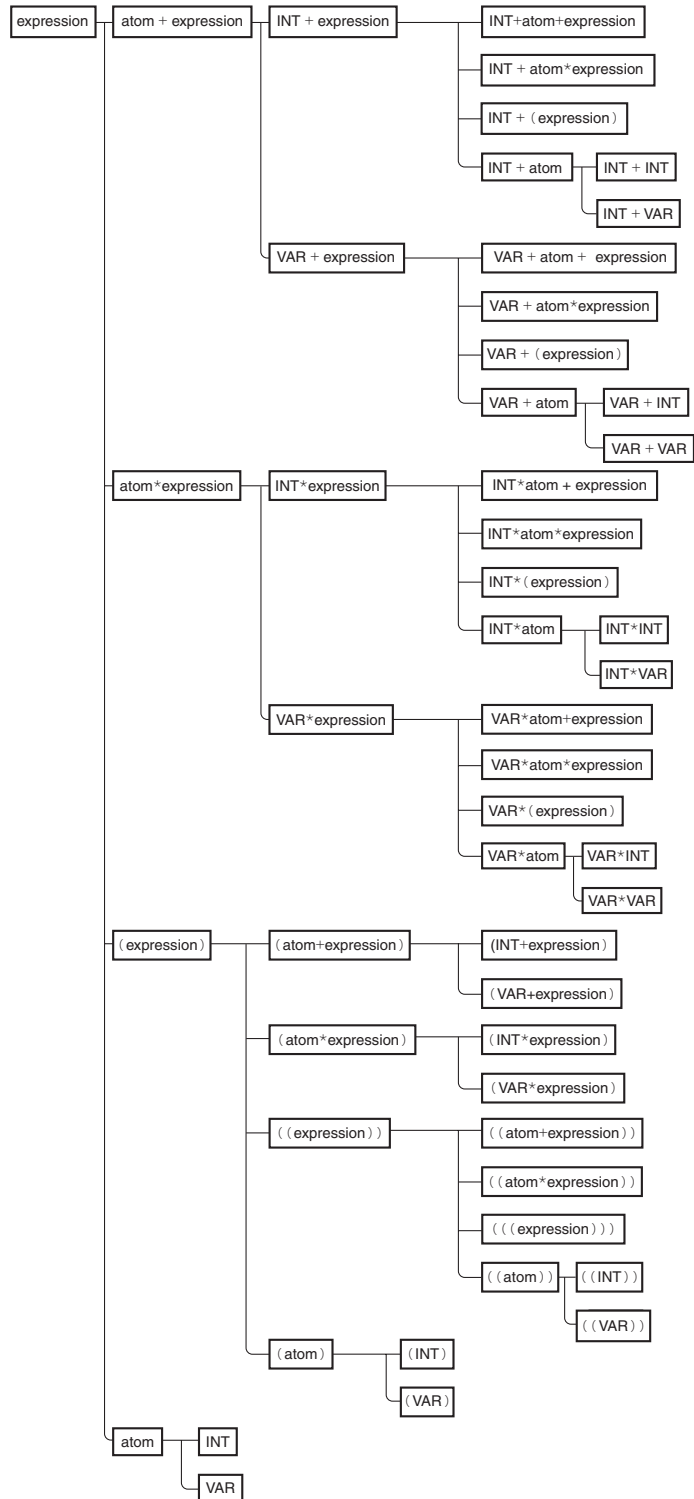 expression
atom + expression
INT + expression
INT+atom+expression
INT + atom*expression
INT + (expression)
INT + atom
INT + INT
INT + VAR
VAR + expression
VAR + atom + expression
VAR + atom*expression
VAR + (expression)
VAR + atom
VAR + INT
VAR + VAR
atom*expression
INT*expression
INT*atom + expression
INT*atom*expression
INT*(expression)
INT*atom
INT*INT
INT*VAR
VAR*expression
VAR*atom+expression
VAR*atom*expression
VAR*(expression)
VAR*atom
VAR*INT
VAR*VAR
(expression)
(atom+expression)
(INT+expression)
(VAR+expression)
(atom*expression)
(INT*expression)
(VAR*expression)
((expression))
((atom+expression))
((atom*expression))
(((expression)))
((atom))
((INT))
((VAR))
(atom)
(INT)
(VAR)
atom
INT
VAR